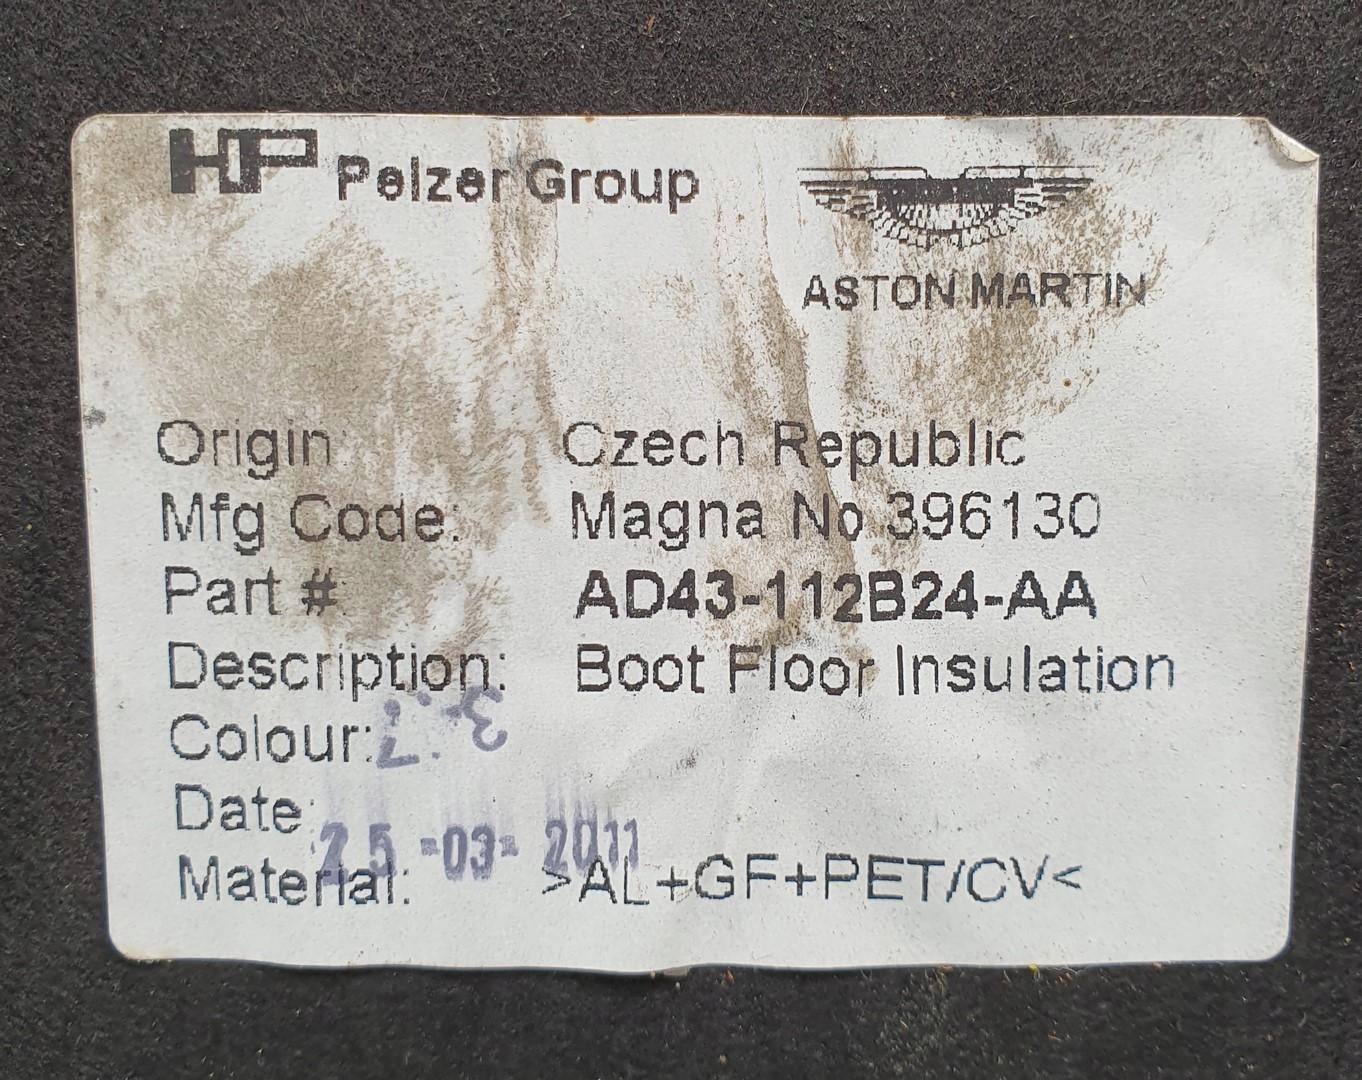 HP Pelzer Group
ASTON MARTIN
Origin: Czech Republic
Mfg Code: Magna No 396130
Part # AD43-112B24-AA
Description: Boot Floor Insulation
Colour:
Date: 25-03-2011
Material: >AL+GF+PET/CV<